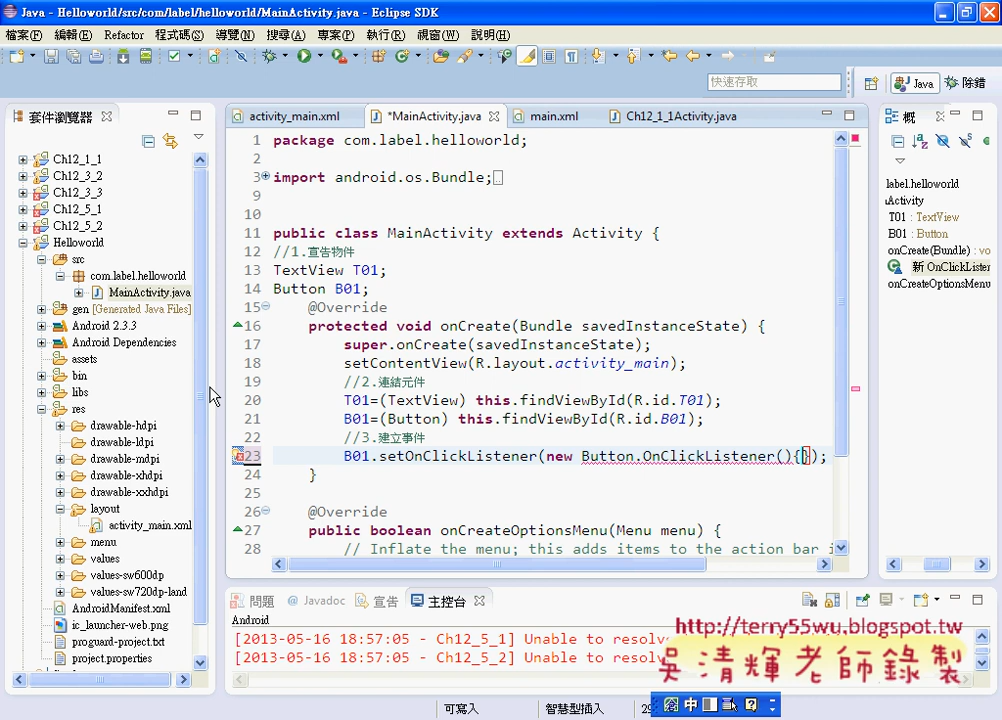 Java - Helloworld/src/com/label/helloworld/MainActivity.java - Eclipse SDK
檔案(F) 編輯(E) Refactor 程式碼(S) 導覽(N) 搜尋(A) 專案(P) 執行(R) 視窗(W) 說明(H)
快速存取
Java
除錯
套件瀏覽器
Ch12_1_1
Ch12_3_2
Ch12_3_3
Ch12_5_1
Ch12_5_2
Helloworld
src
com.label.helloworld
MainActivity.java
gen [Generated Java Files]
Android 2.3.3
Android Dependencies
assets
bin
libs
res
drawable-hdpi
drawable-ldpi
drawable-mdpi
drawable-xhdpi
drawable-xxhdpi
layout
activity_main.xml
menu
values
values-sw600dp
values-sw720dp-land
AndroidManifest.xml
ic_launcher-web.png
proguard-project.txt
project.properties
activity_main.xml *MainActivity.java main.xml Ch12_1_1Activity.java
1 package com.label.helloworld;
2
3 import android.os.Bundle;
9
10
11 public class MainActivity extends Activity {
12 //1.宣告物件
13 TextView T01;
14 Button B01;
15 @Override
16 protected void onCreate(Bundle savedInstanceState) {
17 super.onCreate(savedInstanceState);
18 setContentView(R.layout.activity_main);
19 //2.連結元件
20 T01=(TextView) this.findViewById(R.id.T01);
21 B01=(Button) this.findViewById(R.id.B01);
22 //3.建立事件
23 B01.setOnClickListener(new Button.OnClickListener(){});
24 }
25
26 @Override
27 public boolean onCreateOptionsMenu(Menu menu) {
28 // Inflate the menu; this adds items to the action bar i
概
label.helloworld
Activity
T01 : TextView
B01 : Button
onCreate(Bundle) : vo
新 OnClickLister
onCreateOptionsMenu
問題 @ Javadoc 宣告 主控台
Android
[2013-05-16 18:57:05 - Ch12_5_1] Unable to resolv
[2013-05-16 18:57:05 - Ch12_5_2] Unable to resolv
http://terry55wu.blogspot.tw
吳清輝老師錄製
可寫入 智慧型插入 29
中